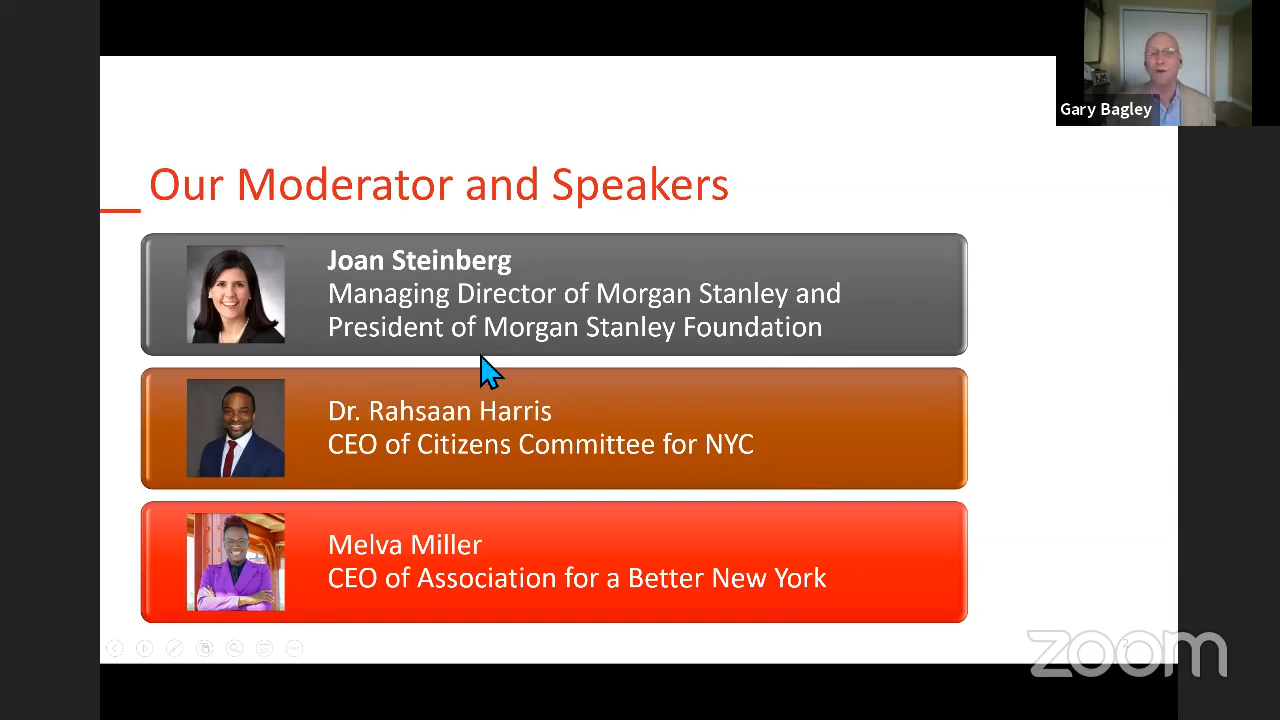 Gary Bagley
Our Moderator and Speakers
Joan Steinberg
Managing Director of Morgan Stanley and
President of Morgan Stanley Foundation
Dr. Rahsaan Harris
CEO of Citizens Committee for NYC
Melva Miller
CEO of Association for a Better New York
2
zoom